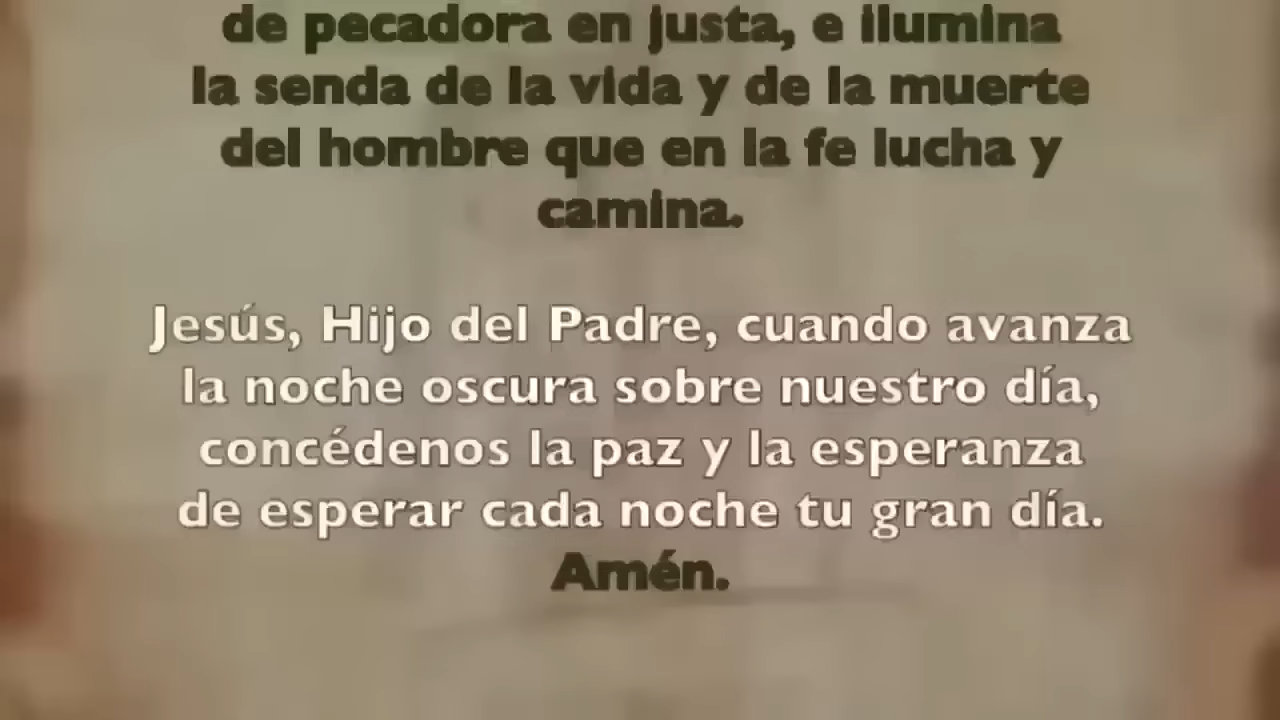 de pecadora en justa, e ilumina
la senda de la vida y de la muerte
del hombre que en la fe lucha y
camina.
Jesús, Hijo del Padre, cuando avanza
la noche oscura sobre nuestro día,
concédenos la paz y la esperanza
de esperar cada noche tu gran día.
Amén.